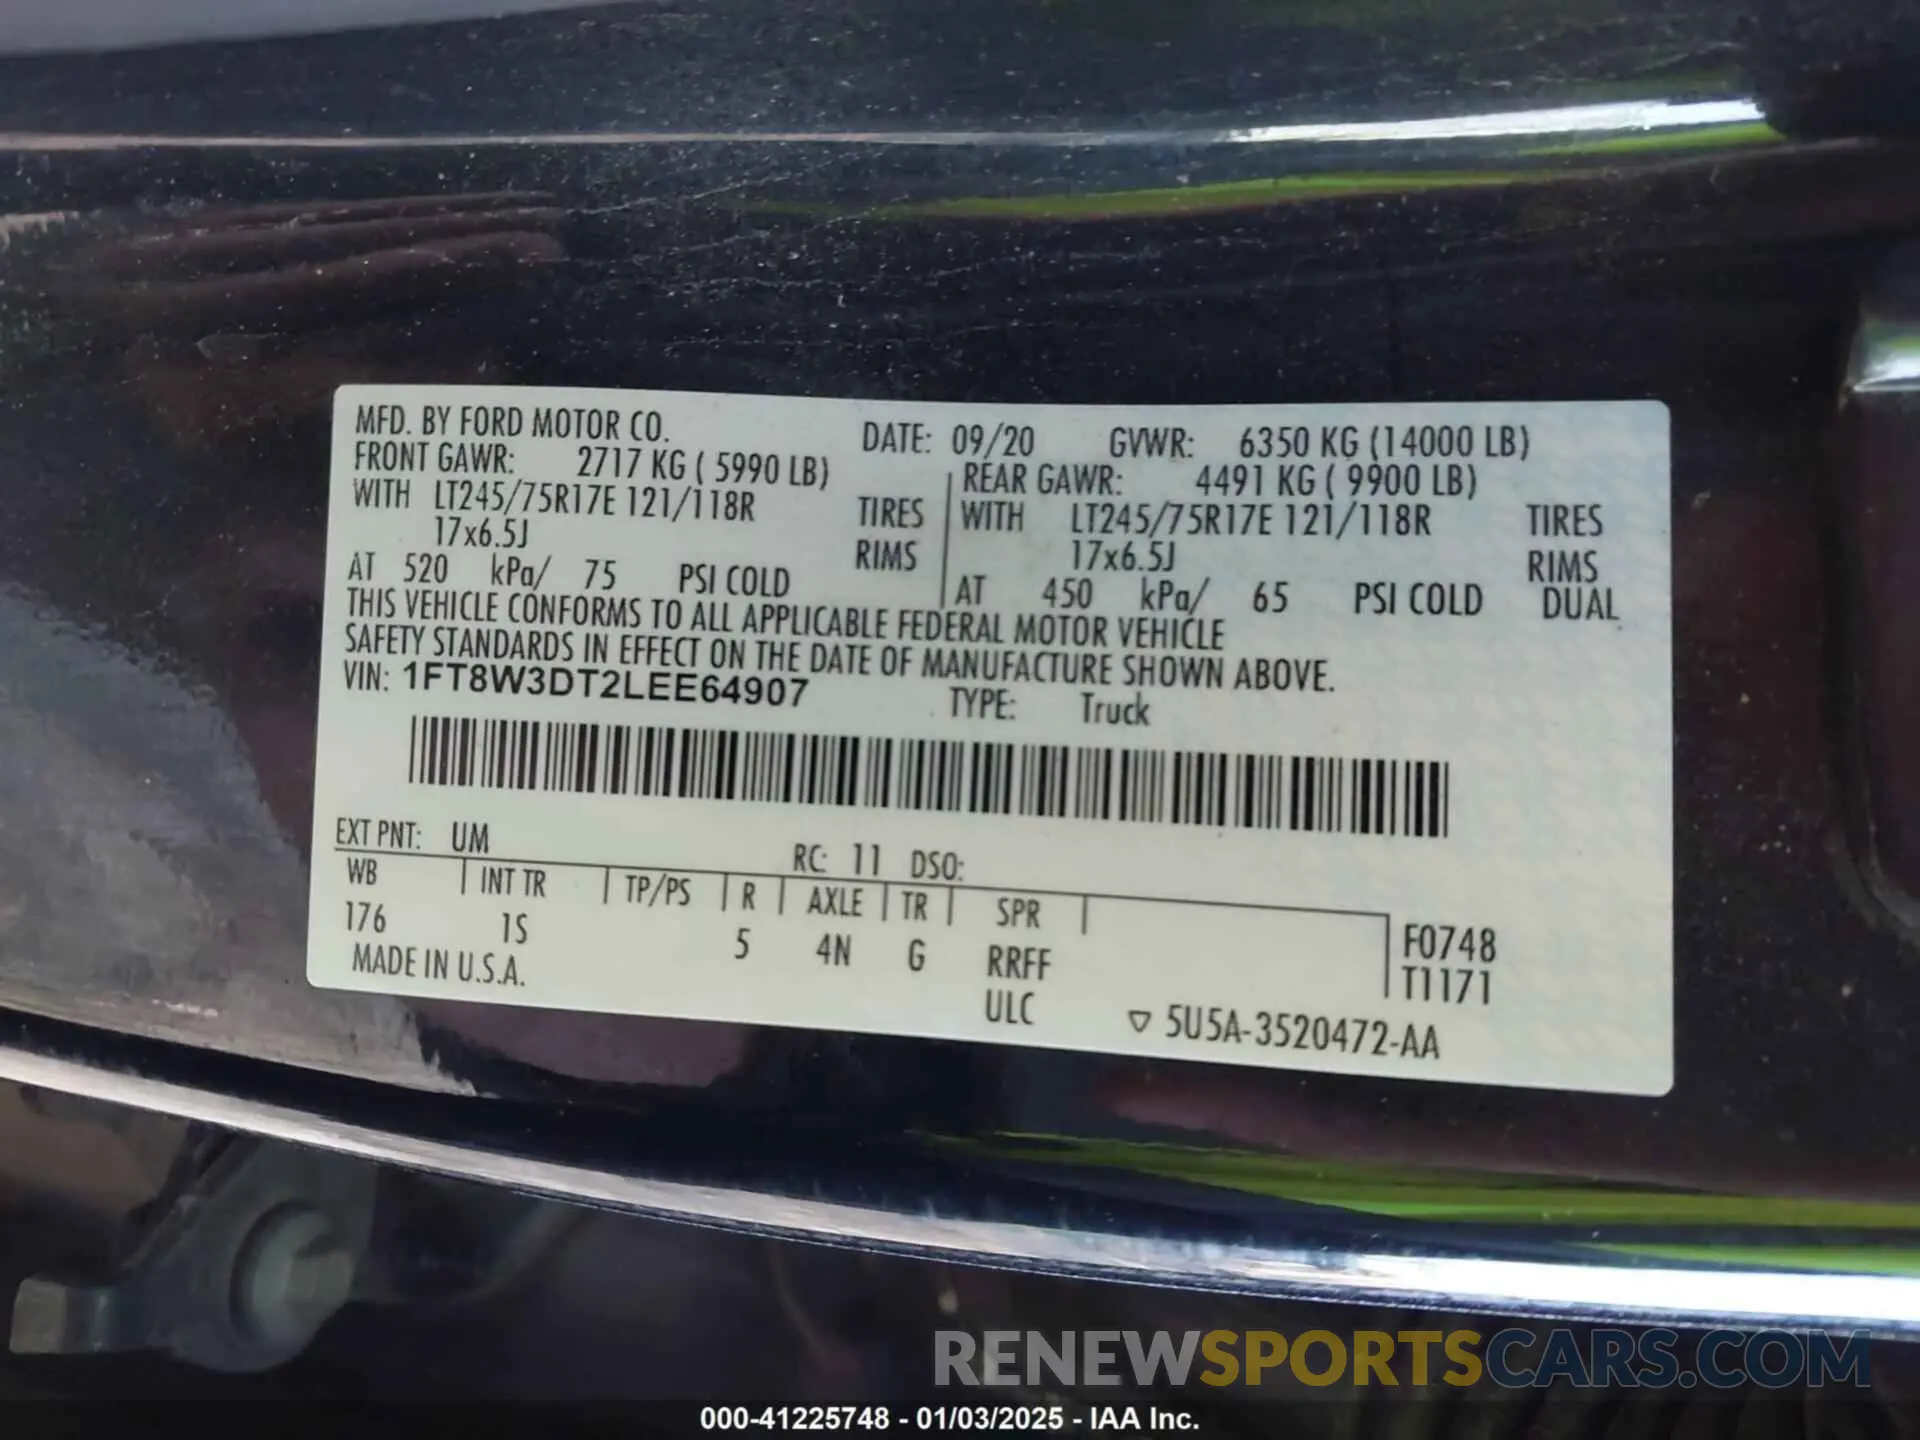 MFD. BY FORD MOTOR CO. DATE: 09/20 GVWR: 6350 KG (14000 LB)
FRONT GAWR: 2717 KG ( 5990 LB) REAR GAWR: 4491 KG ( 9900 LB)
WITH LT245/75R17E 121/118R TIRES WITH LT245/75R17E 121/118R TIRES
17x6.5J RIMS 17x6.5J RIMS
AT 520 kPa/ 75 PSI COLD AT 450 kPa/ 65 PSI COLD DUAL
THIS VEHICLE CONFORMS TO ALL APPLICABLE FEDERAL MOTOR VEHICLE
SAFETY STANDARDS IN EFFECT ON THE DATE OF MANUFACTURE SHOWN ABOVE.
VIN: 1FT8W3DT2LEE64907 TYPE: Truck
EXT PNT: UM RC: 11 DSO:
WB INT TR TP/PS R AXLE TR SPR
176 1S 5 4N G RRFF F0748
MADE IN U.S.A. ULC T1171
▽ 5U5A-3520472-AA
RENEWSPORTSCARS.COM
000-41225748 - 01/03/2025 - IAA Inc.